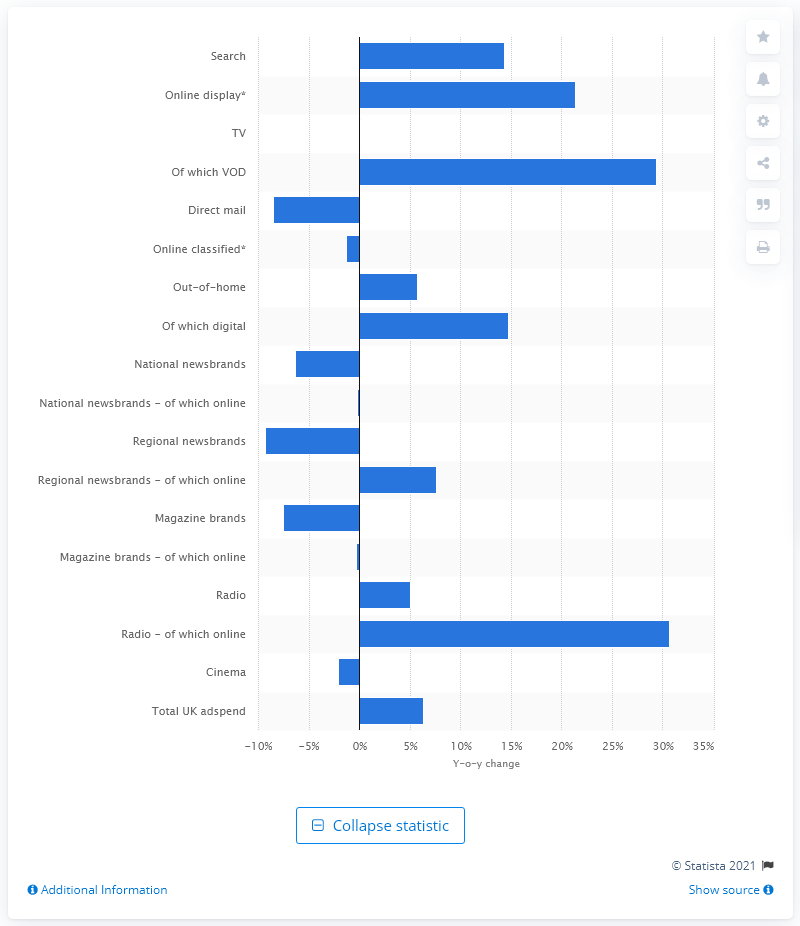 Search
Online display*
TV
Of which VOD
Direct mail
Online classified*
Out-of-home
Of which digital
National newsbrands
National newsbrands - of which online
Regional newsbrands
Regional newsbrands - of which online
Magazine brands
Magazine brands - of which online
Radio
Radio - of which online
Cinema
Total UK adspend
-10% -5% 0% 5% 10% 15% 20% 25% 30% 35%
Y-o-y change
Collapse statistic
© Statista 2021
Additional Information Show source